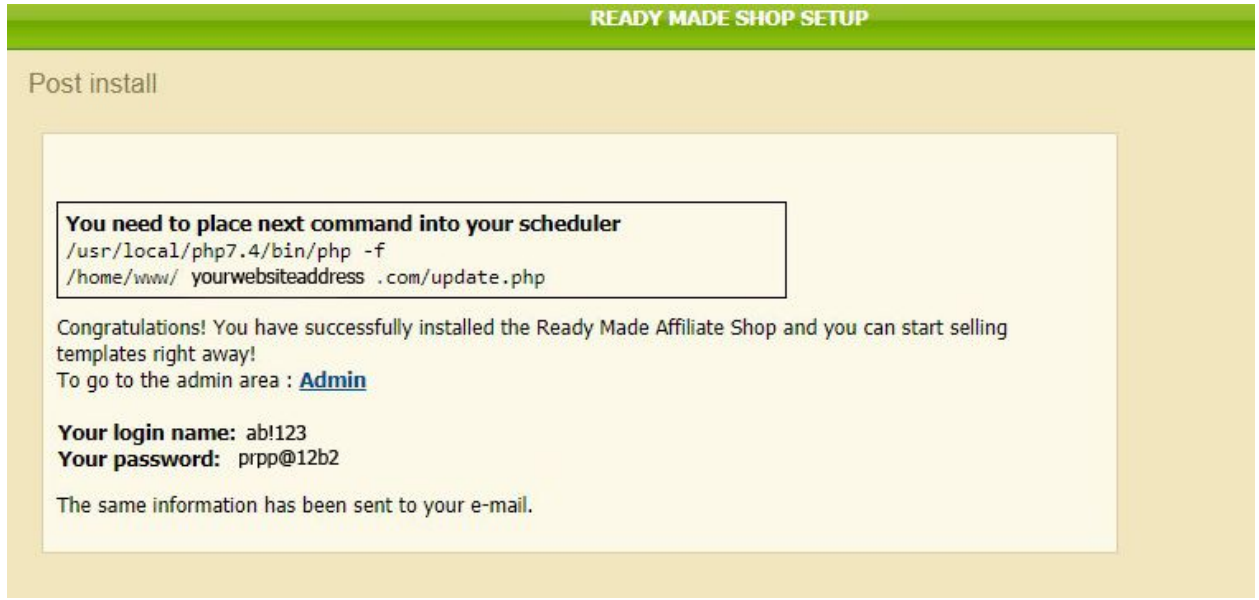 READY MADE SHOP SETUP
Post install
You need to place next command into your scheduler
/usr/local/php7.4/bin/php -f
/home/www/ yourwebsiteaddress .com/update.php
Congratulations! You have successfully installed the Ready Made Affiliate Shop and you can start selling
templates right away!
To go to the admin area : Admin
Your login name: ab!123
Your password: prpp@12b2
The same information has been sent to your e-mail.